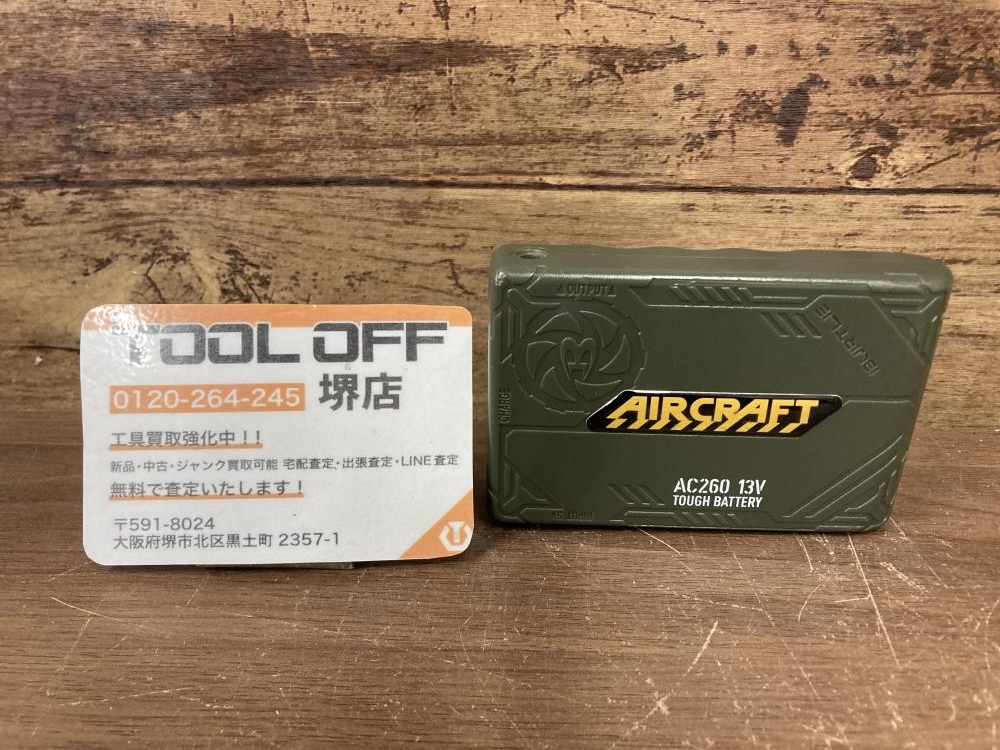 TOOL OFF
0120-264-245 堺店
工具買取強化中！！
新品・中古・ジャンク買取可能 宅配査定・出張査定・LINE査定
無料で査定いたします！
〒591-8024
大阪府堺市北区黒土町 2357-1
OUTPUT
CHARGE
BURTLE
AIRCRAFT
AC260 13V
TOUGH BATTERY
INPUT 5V